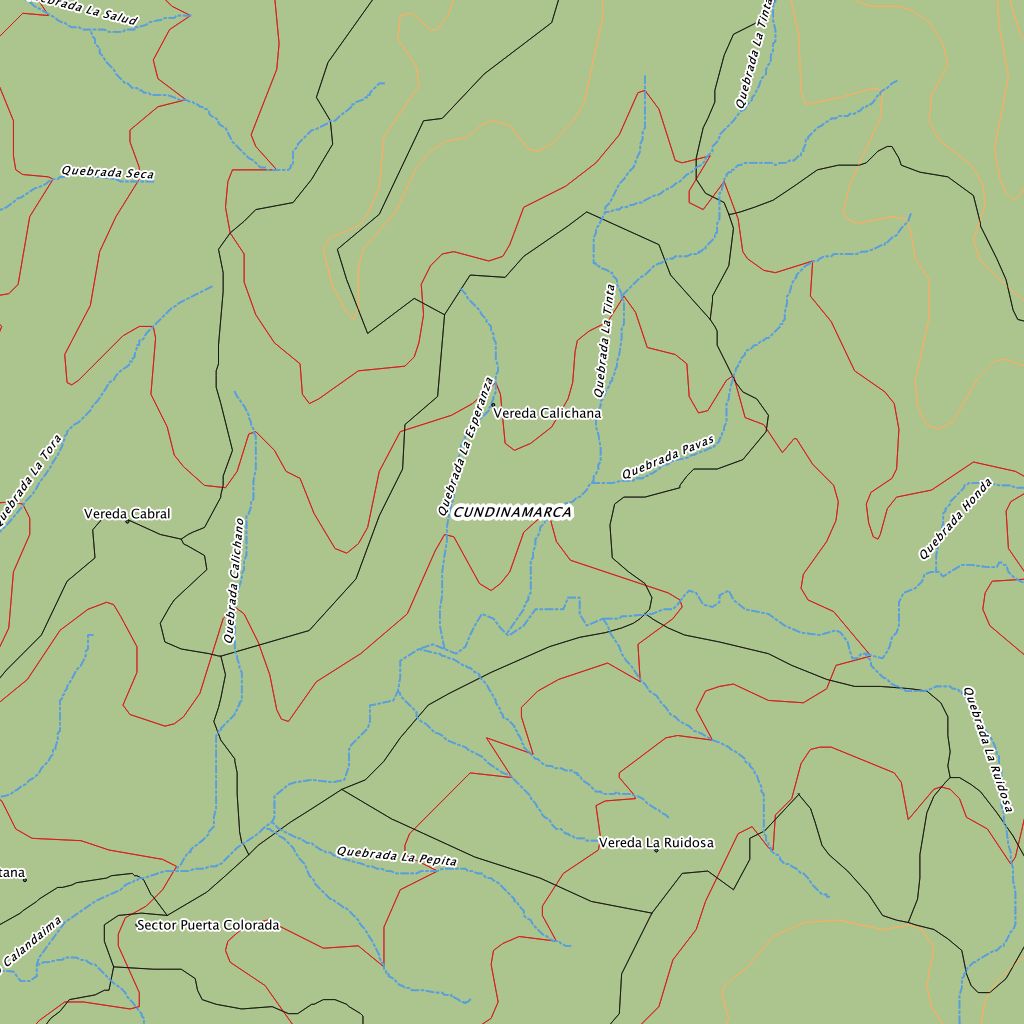 La Salud
Quebrada La Tinta
Quebrada Seca
Quebrada La Tinta
Quebrada La Esperanza
Vereda Calichana
Quebrada Pavas
Quebrada La Tora
Vereda Cabral
CUNDINAMARCA
Quebrada Honda
Quebrada Calichano
Quebrada La Ruidosa
Vereda La Ruidosa
Quebrada La Pepita
tana
Sector Puerta Colorada
Calandaima